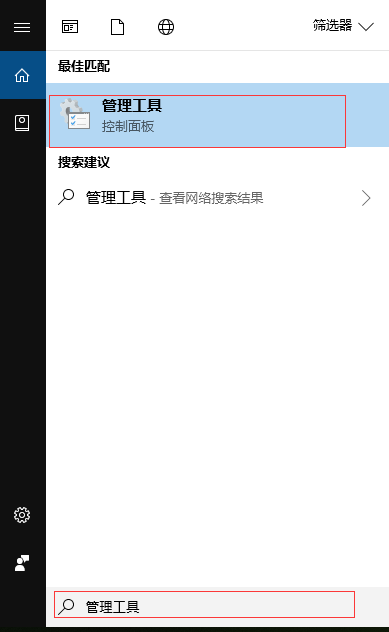 筛选器
最佳匹配
管理工具
控制面板
搜索建议
管理工具 - 查看网络搜索结果
管理工具